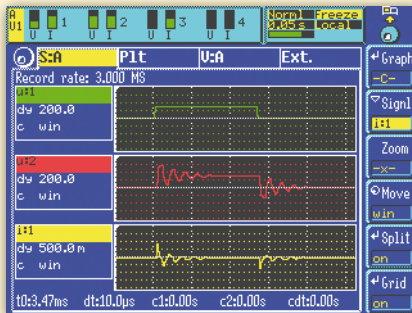 A
U1
1
U I
2
U I
3
U I
4
U I
Norml Freeze
0.05 s local
S:A Plt U:A Ext.
Record rate: 3.000 MS
u:1
dy 200.0
c win
u:2
dy 200.0
c win
i:1
dy 500.0m
c win
t0:3.47ms dt:10.0µs c1:0.00s c2:0.00s cdt:0.00s
Graph
-C-
Signl
i:1
Zoom
-x-
Move
win
Split
on
Grid
on